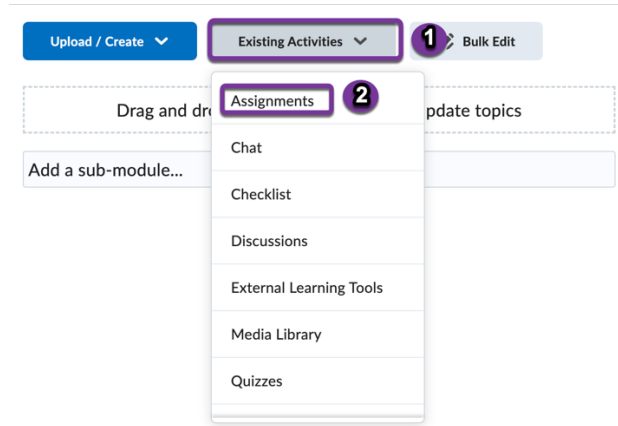 Upload / Create
Existing Activities
1
Bulk Edit
Drag and
pdate topics
Assignments
2
Add a sub-module...
Chat
Checklist
Discussions
External Learning Tools
Media Library
Quizzes